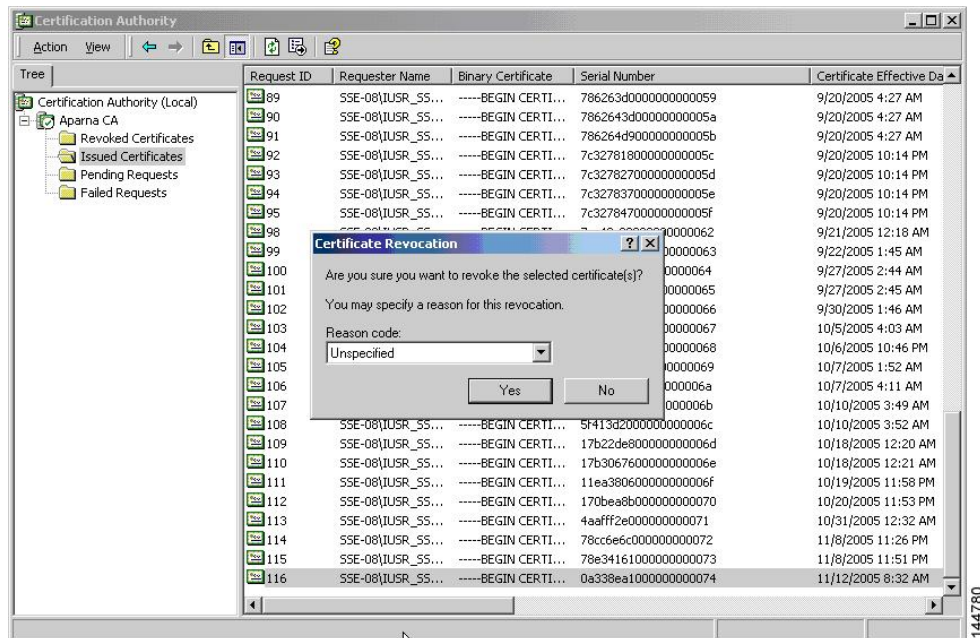 Certification Authority
Action View
Tree
Certification Authority (Local)
Aparna CA
Revoked Certificates
Issued Certificates
Pending Requests
Failed Requests
Request ID Requester Name Binary Certificate Serial Number Certificate Effective Da
89 SSE-08\IUSR_SS... -----BEGIN CERTI... 786263d0000000000059 9/20/2005 4:27 AM
90 SSE-08\IUSR_SS... -----BEGIN CERTI... 7862643d00000000005a 9/20/2005 4:27 AM
91 SSE-08\IUSR_SS... -----BEGIN CERTI... 786264d900000000005b 9/20/2005 4:27 AM
92 SSE-08\IUSR_SS... -----BEGIN CERTI... 7c32781800000000005c 9/20/2005 10:14 PM
93 SSE-08\IUSR_SS... -----BEGIN CERTI... 7c32782700000000005d 9/20/2005 10:14 PM
94 SSE-08\IUSR_SS... -----BEGIN CERTI... 7c32783700000000005e 9/20/2005 10:14 PM
95 SSE-08\IUSR_SS... -----BEGIN CERTI... 7c32784700000000005f 9/20/2005 10:14 PM
98 9/21/2005 12:18 AM
99 9/22/2005 1:45 AM
100 9/27/2005 2:44 AM
101 9/27/2005 2:45 AM
102 9/30/2005 1:46 AM
103 10/5/2005 4:03 AM
104 10/6/2005 10:46 PM
105 10/7/2005 1:52 AM
106 10/7/2005 4:11 AM
107 10/10/2005 3:49 AM
108 SSE-08\IUSR_SS... -----BEGIN CERTI... 5f413d2000000000006c 10/10/2005 3:52 AM
109 SSE-08\IUSR_SS... -----BEGIN CERTI... 17b22de800000000006d 10/18/2005 12:20 AM
110 SSE-08\IUSR_SS... -----BEGIN CERTI... 17b3067600000000006e 10/18/2005 12:21 AM
111 SSE-08\IUSR_SS... -----BEGIN CERTI... 11ea380600000000006f 10/19/2005 11:58 PM
112 SSE-08\IUSR_SS... -----BEGIN CERTI... 170bea8b000000000070 10/20/2005 11:53 PM
113 SSE-08\IUSR_SS... -----BEGIN CERTI... 4aafff2e000000000071 10/31/2005 12:32 AM
114 SSE-08\IUSR_SS... -----BEGIN CERTI... 78cc6e6c000000000072 11/8/2005 11:26 PM
115 SSE-08\IUSR_SS... -----BEGIN CERTI... 78e34161000000000073 11/8/2005 11:51 PM
116 SSE-08\IUSR_SS... -----BEGIN CERTI... 0a338ea1000000000074 11/12/2005 8:32 AM
Certificate Revocation
Are you sure you want to revoke the selected certificate(s)?
You may specify a reason for this revocation.
Reason code:
Unspecified
Yes No
144780